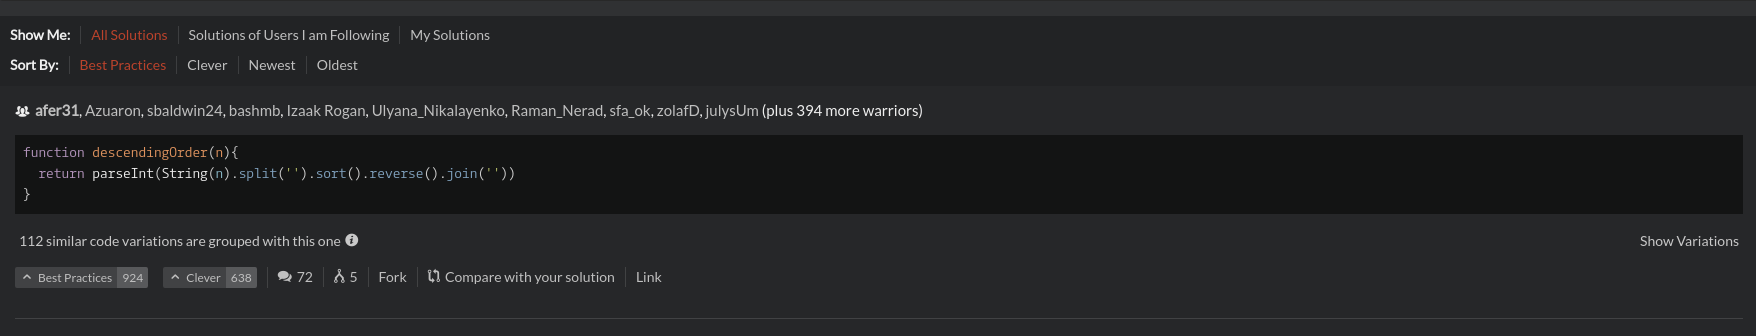 Show Me: All Solutions Solutions of Users I am Following My Solutions
Sort By: Best Practices Clever Newest Oldest
afer31, Azuaron, sbaldwin24, bashmb, Izaak Rogan, Ulyana_Nikalayenko, Raman_Nerad, sfa_ok, zolafD, julysUm (plus 394 more warriors)
function descendingOrder(n){
  return parseInt(String(n).split('').sort().reverse().join(''))
}
112 similar code variations are grouped with this one Show Variations
Best Practices 924 Clever 638 72 5 Fork Compare with your solution Link